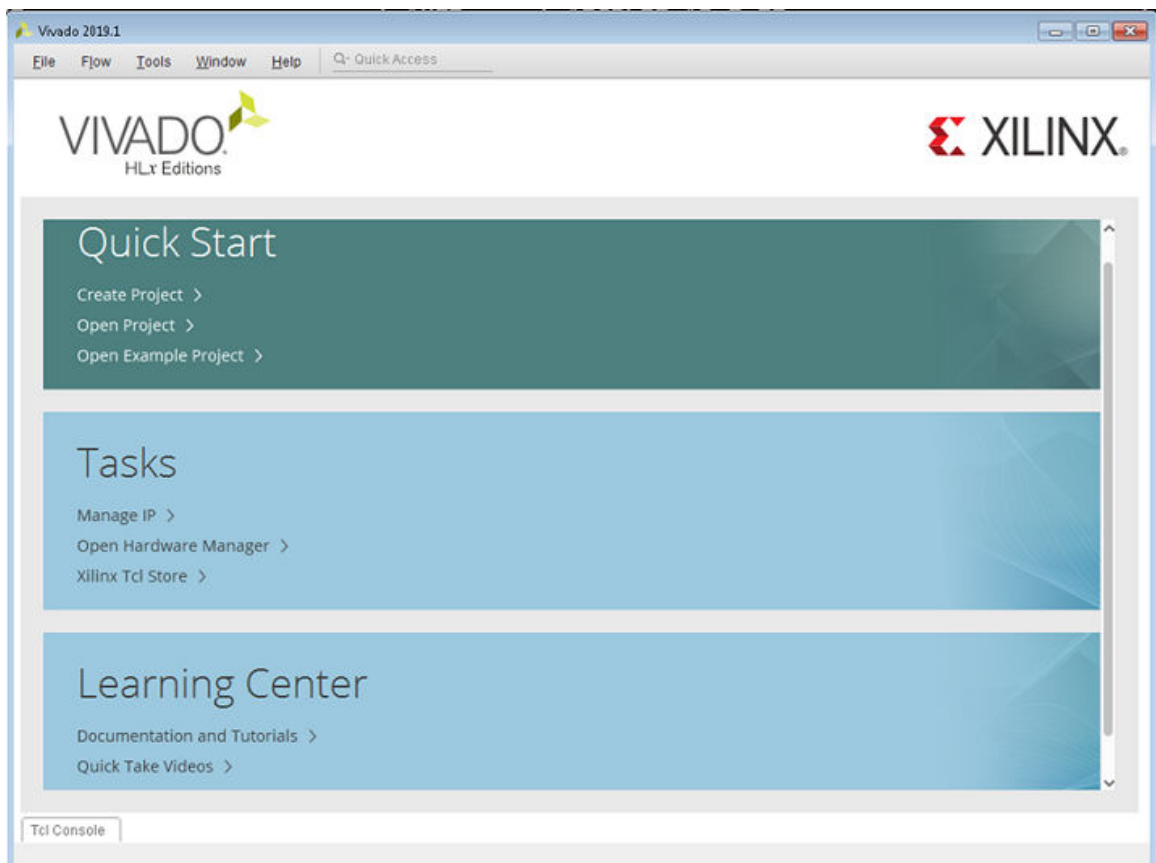 Vivado 2019.1
File Flow Tools Window Help Quick Access
VIVADO.
HLx Editions
XILINX®
Quick Start
Create Project >
Open Project >
Open Example Project >
Tasks
Manage IP >
Open Hardware Manager >
Xilinx Tcl Store >
Learning Center
Documentation and Tutorials >
Quick Take Videos >
Tcl Console